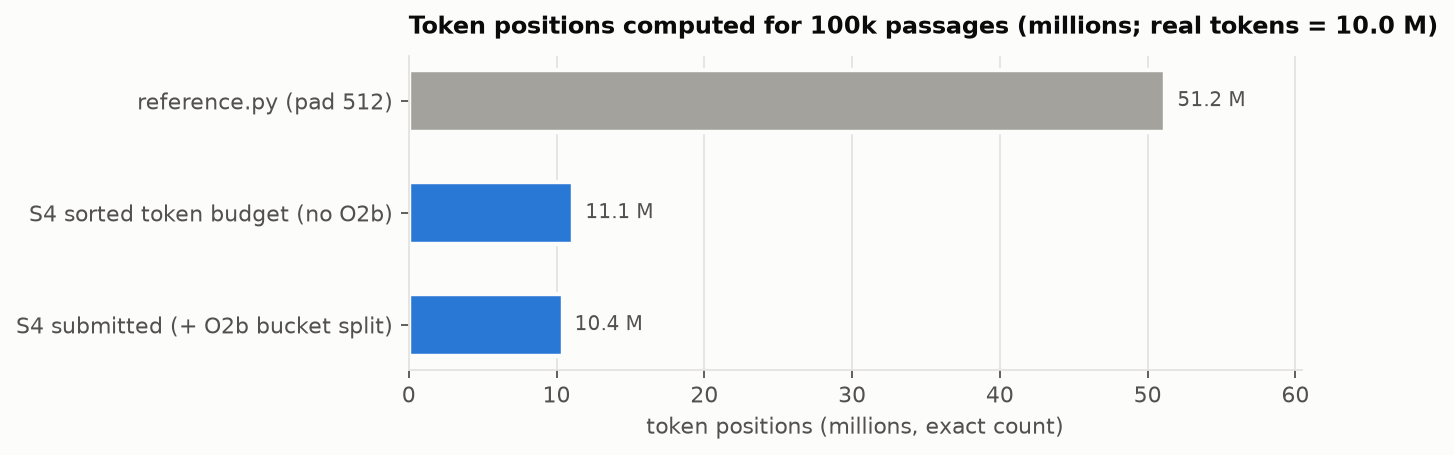 Token positions computed for 100k passages (millions; real tokens = 10.0 M)
reference.py (pad 512)
51.2 M
S4 sorted token budget (no O2b)
11.1 M
S4 submitted (+ O2b bucket split)
10.4 M
0 10 20 30 40 50 60
token positions (millions, exact count)